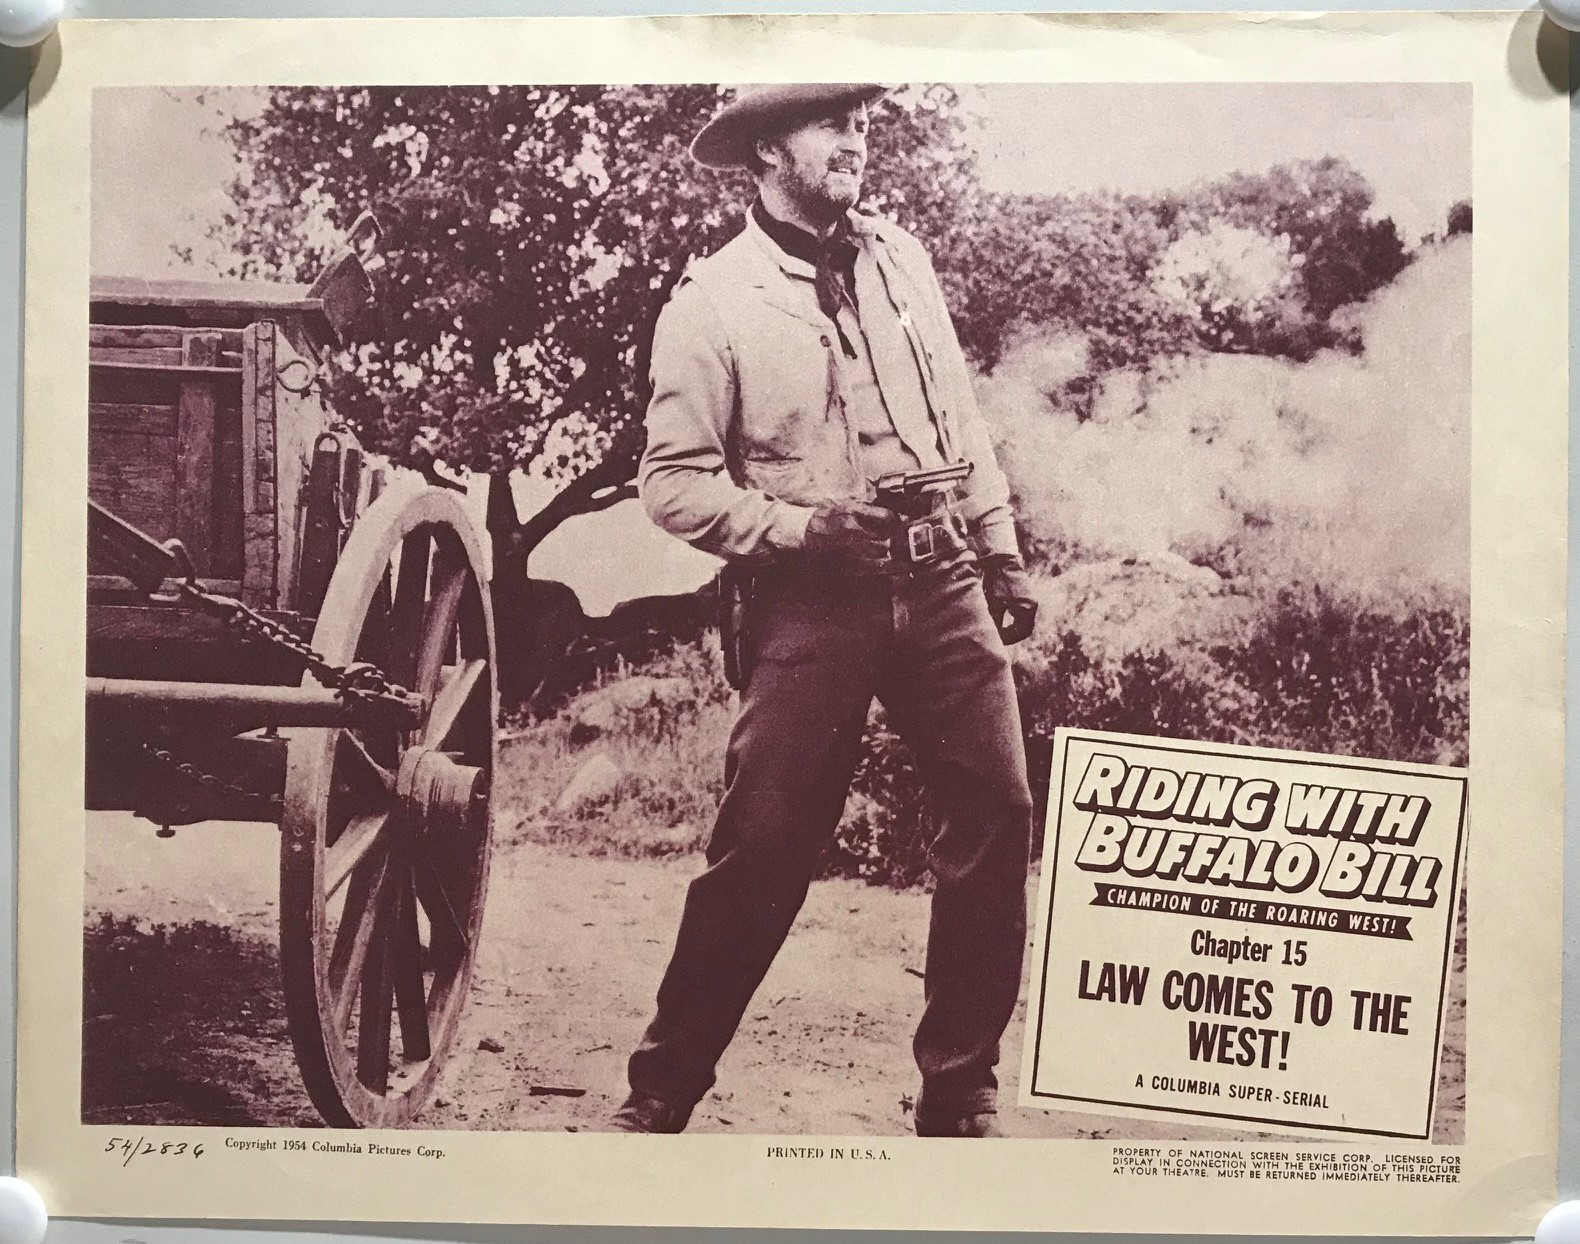 RIDING WITH
BUFFALO BILL
CHAMPION OF THE ROARING WEST!
Chapter 15
LAW COMES TO THE
WEST!
A COLUMBIA SUPER-SERIAL
54/2836
Copyright 1954 Columbia Pictures Corp.
PRINTED IN U. S. A.
PROPERTY OF NATIONAL SCREEN SERVICE CORP. LICENSED FOR
DISPLAY IN CONNECTION WITH THE EXHIBITION OF THIS PICTURE
AT YOUR THEATRE. MUST BE RETURNED IMMEDIATELY THEREAFTER.